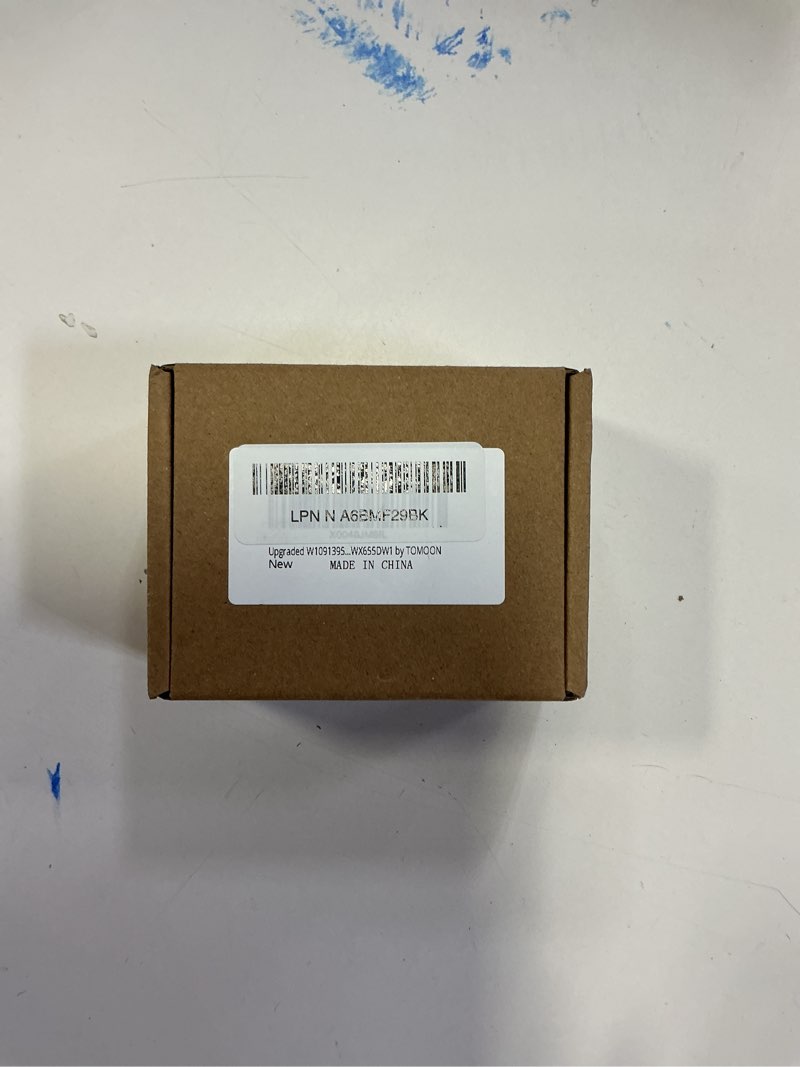 LPN N A6BMF29BK
Upgraded W1091395...WX655DW1 by TOMOON
New MADE IN CHINA